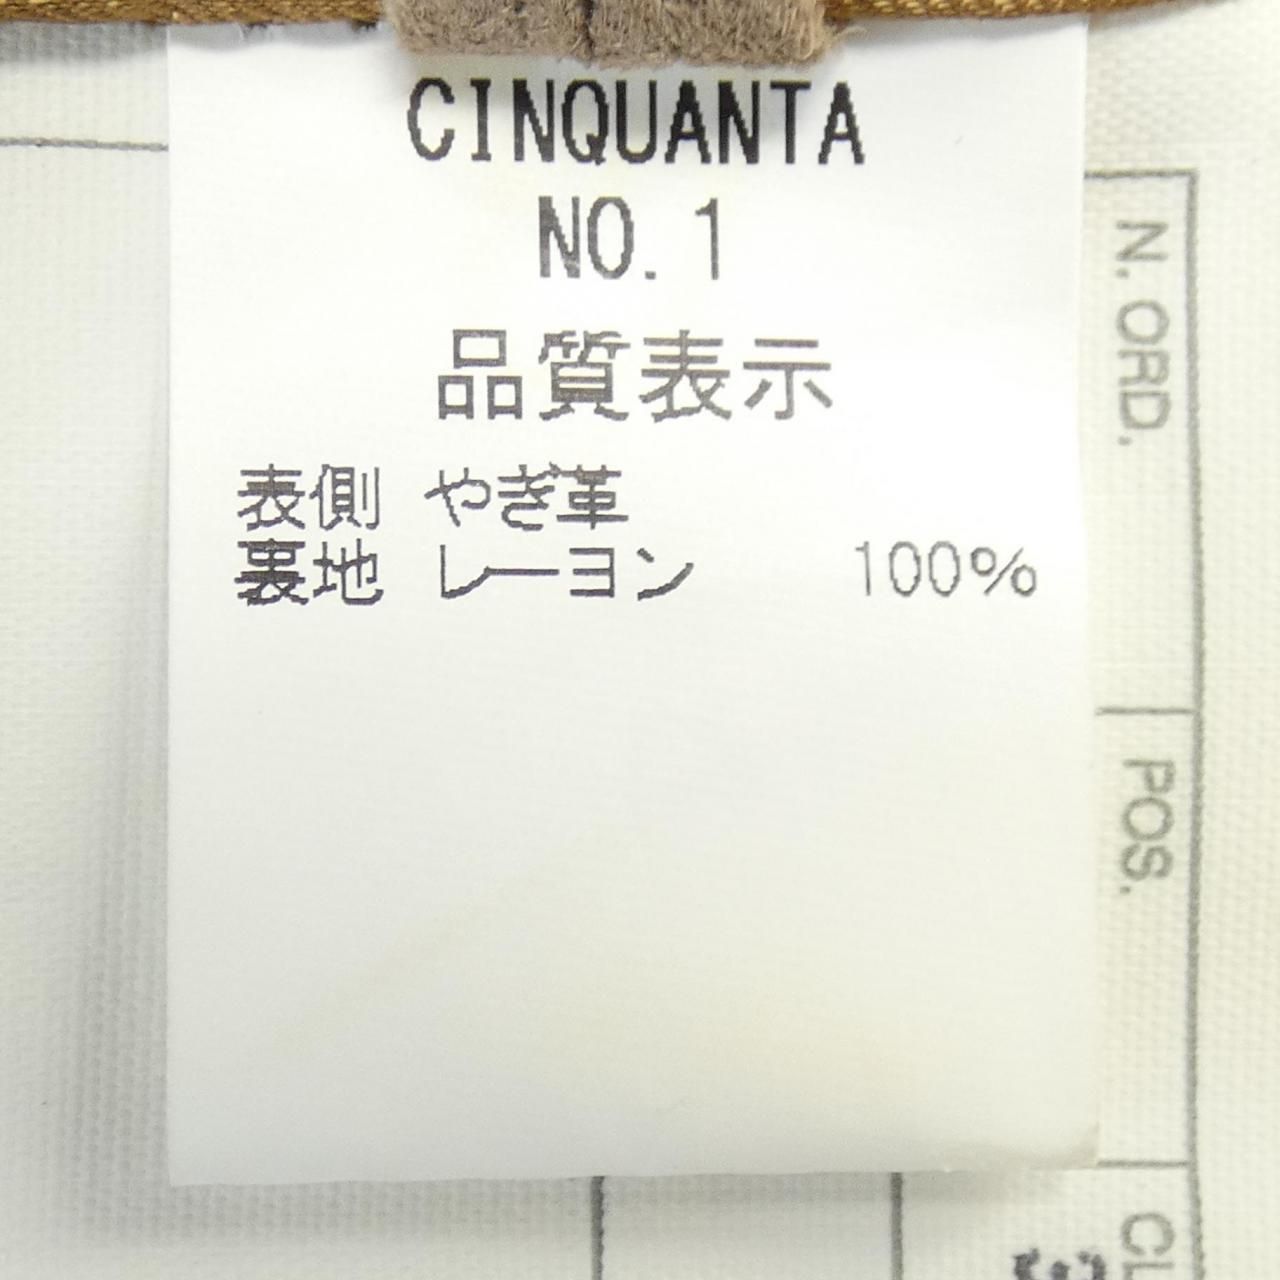 CINQUANTA
NO.1
品質表示
表側 やぎ革
裏地 レーヨン 100%
N. ORD.
POS.